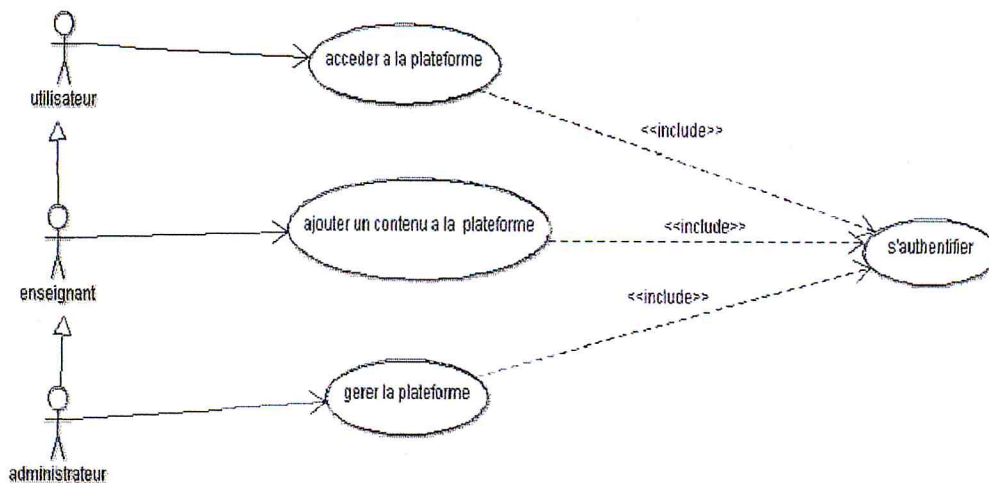 acceder a la plateforme
utilisateur
<<include>>
ajouter un contenu a la plateforme
<<include>>
s'authentifier
enseignant
<<include>>
gerer la plateforme
administrateur